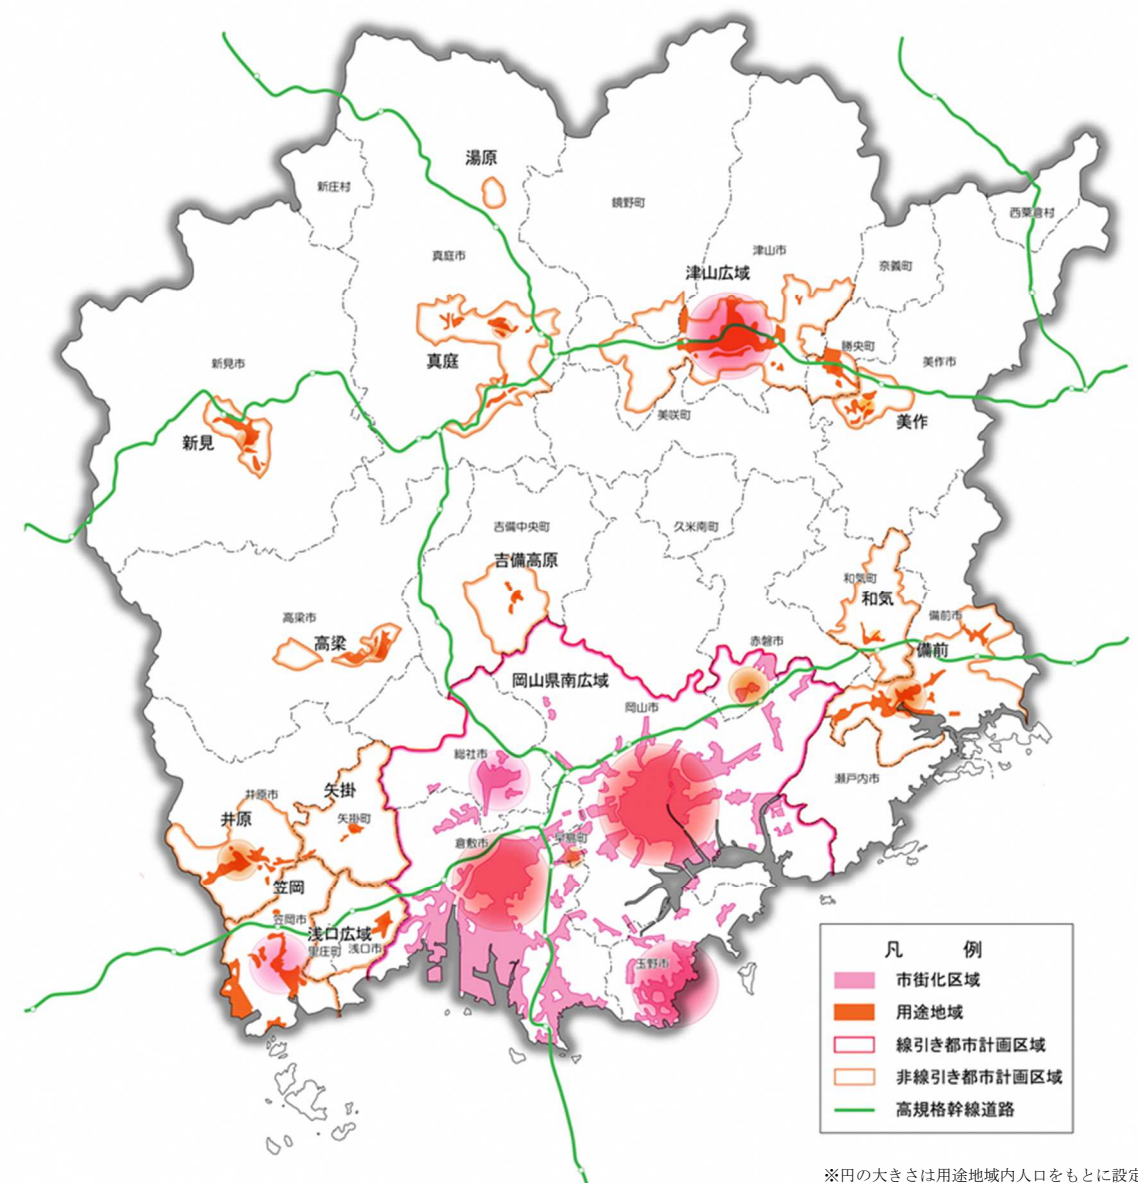 湯原
新庄村
鏡野町
西粟倉村
真庭市
津山市
奈義町
津山広域
勝央町
新見市
真庭
美作市
美咲町
美作
新見
吉備中央町
久米南町
吉備高原
和気町
和気
高梁市
備前市
高梁
赤磐市
備前
岡山県南広域
岡山市
総社市
瀬戸内市
矢掛
井原市
井原
矢掛町
倉敷市
早島町
笠岡
笠岡市
浅口広域
里庄町
浅口市
玉野市
凡 例
市街化区域
用途地域
線引き都市計画区域
非線引き都市計画区域
高規格幹線道路
※円の大きさは用途地域内人口をもとに設定